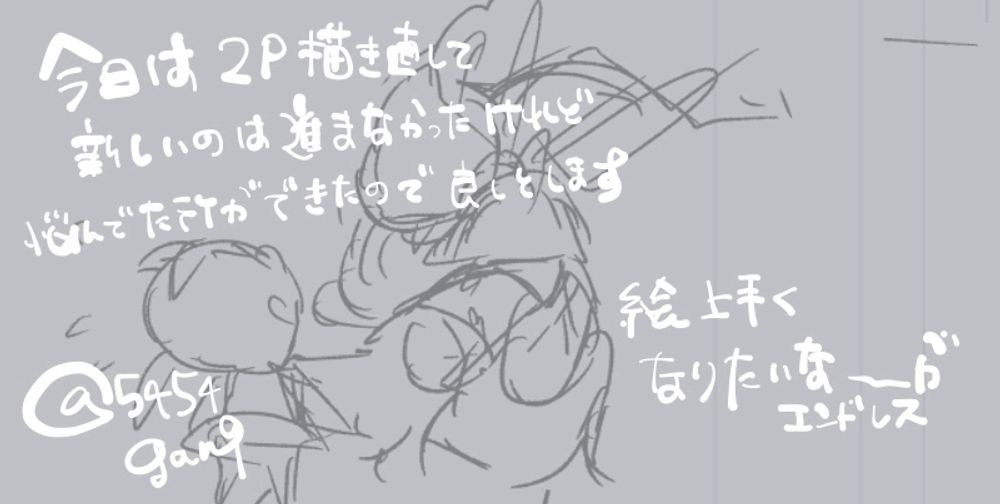 今日は2P描き直して
新しいのは進まなかったけれど
悩んでた所ができたので良しとします
絵上手く
なりたいな〜が
エンドレス
@5454
gang